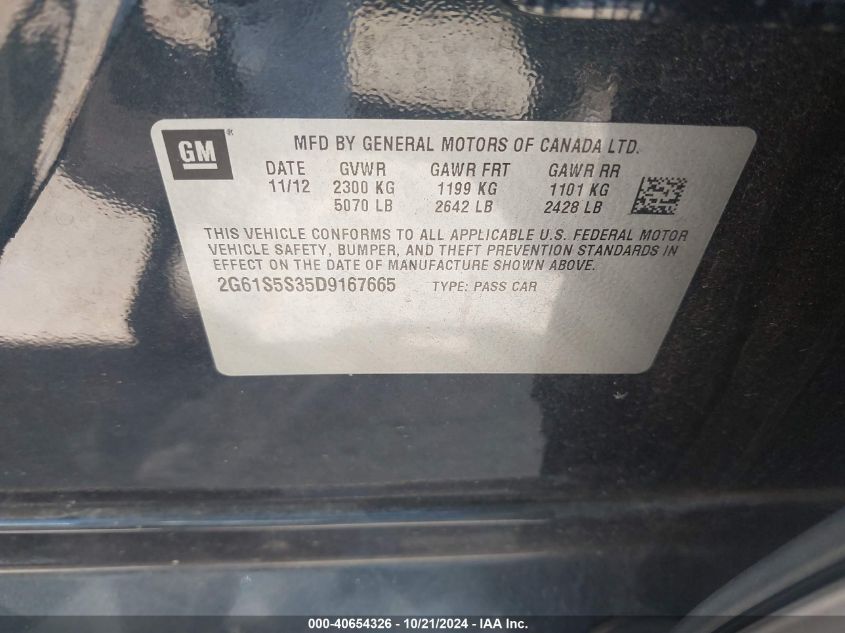 GM ®
MFD BY GENERAL MOTORS OF CANADA LTD.
DATE GVWR GAWR FRT GAWR RR
11/12 2300 KG 1199 KG 1101 KG
5070 LB 2642 LB 2428 LB
THIS VEHICLE CONFORMS TO ALL APPLICABLE U.S. FEDERAL MOTOR
VEHICLE SAFETY, BUMPER, AND THEFT PREVENTION STANDARDS IN
EFFECT ON THE DATE OF MANUFACTURE SHOWN ABOVE.
2G61S5S35D9167665 TYPE: PASS CAR
000-40654326 - 10/21/2024 - IAA Inc.